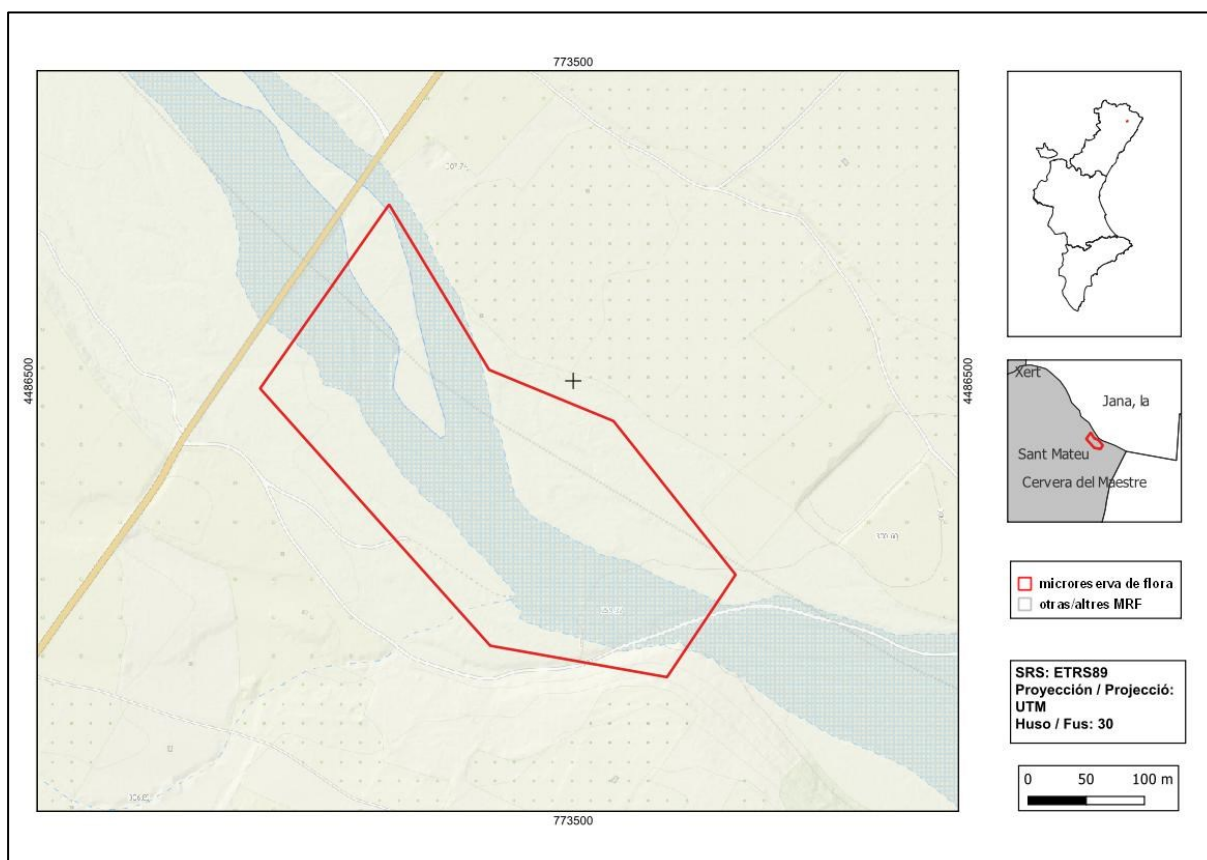 773500
4486500
4486500
773500
Xert
Jana, la
Sant Mateu
Cervera del Maestre
microreserva de flora
otras/altres MRF
SRS: ETRS89
Proyección / Projecció:
UTM
Huso / Fus: 30
0 50 100 m